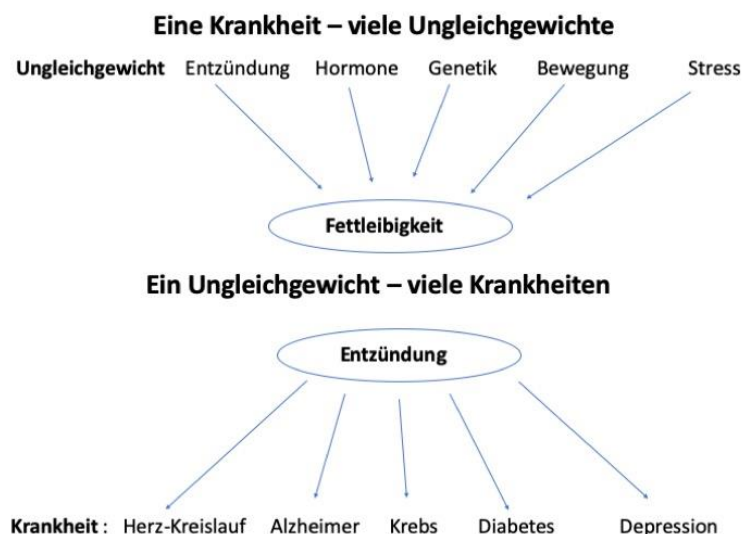 Eine Krankheit – viele Ungleichgewichte
Ungleichgewicht Entzündung Hormone Genetik Bewegung Stress
Fettleibigkeit
Ein Ungleichgewicht – viele Krankheiten
Entzündung
Krankheit : Herz-Kreislauf Alzheimer Krebs Diabetes Depression